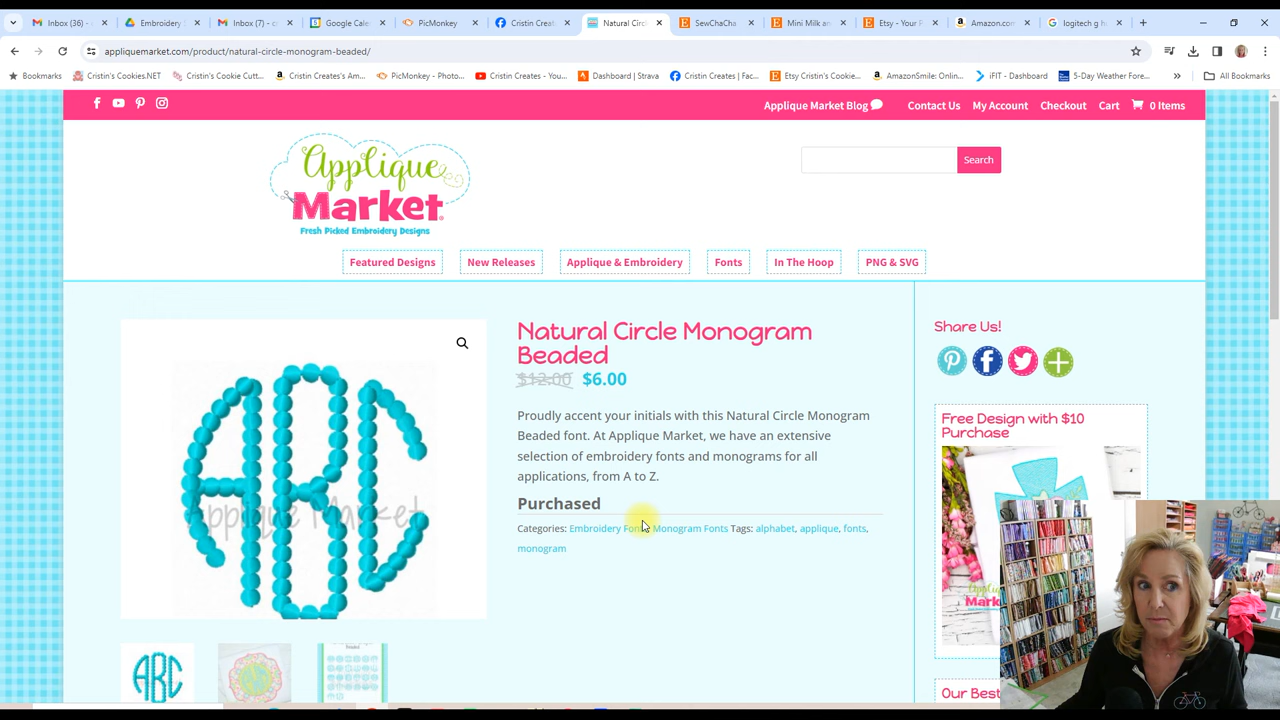 Inbox (36) - c
Embroidery S
Inbox (7) - c
Google Cale
PicMonkey
Cristin Creat
Natural Circ
SewChaCha
Mini Milk an
Etsy - Your P
Amazon.com
logitech g h
appliquemarket.com/product/natural-circle-monogram-beaded/
Bookmarks
Cristin's Cookies.NET
Cristin's Cookie Cutt...
Cristin Creates's Am...
PicMonkey - Photo...
Cristin Creates - You...
Dashboard | Strava
Cristin Creates | Fac...
Etsy Cristin's Cookie...
AmazonSmile: Onli...
iFIT - Dashboard
5-Day Weather Fore...
All Bookmarks
Applique Market Blog
Contact Us
My Account
Checkout
Cart
0 Items
Applique
Market
Fresh Picked Embroidery Designs
Search
Featured Designs
New Releases
Applique & Embroidery
Fonts
In The Hoop
PNG & SVG
Natural Circle Monogram
Beaded
$12.00 $6.00
Proudly accent your initials with this Natural Circle Monogram
Beaded font. At Applique Market, we have an extensive
selection of embroidery fonts and monograms for all
applications, from A to Z.
Purchased
Categories: Embroidery Fonts Monogram Fonts Tags: alphabet, applique, fonts,
monogram
ABC
Applique Market
ABC
Share Us!
Free Design with $10
Purchase
Our Best